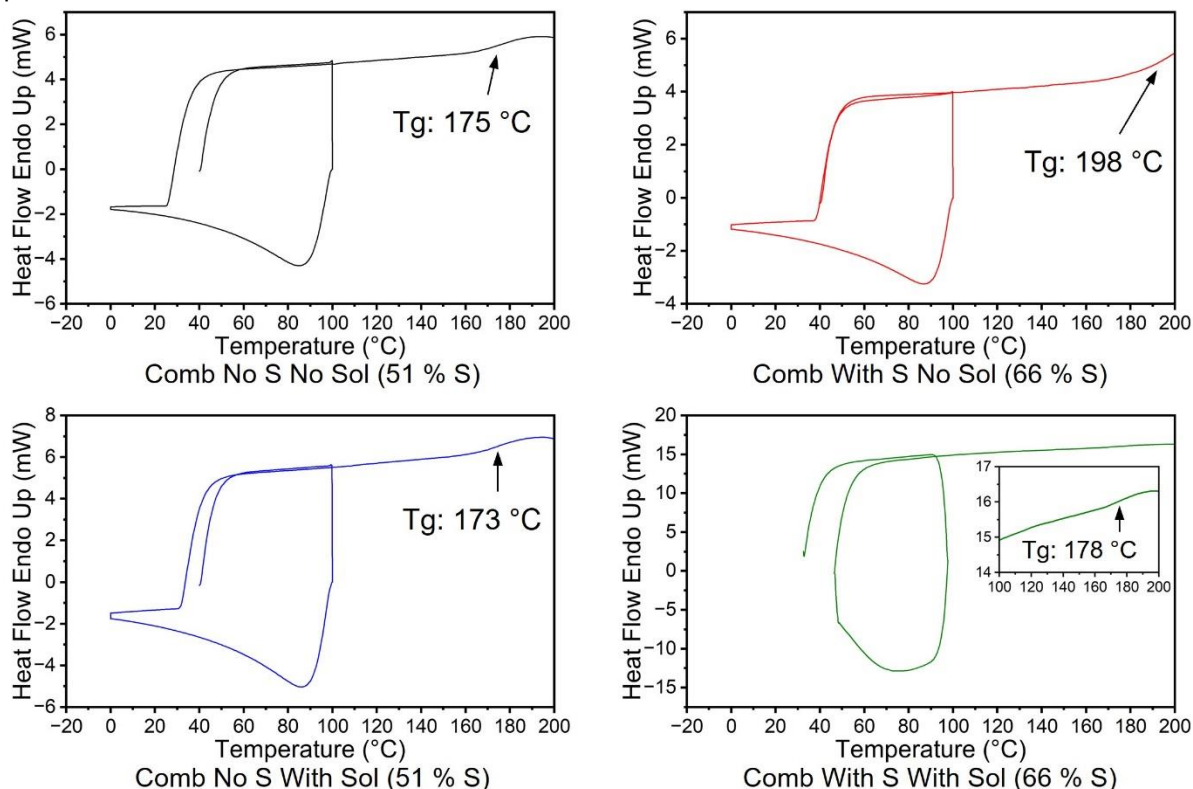 Heat Flow Endo Up (mW)
6
4
2
0
−2
−4
−6
Tg: 175 °C
−20 0 20 40 60 80 100 120 140 160 180 200
Temperature (°C)
Comb No S No Sol (51 % S)
Heat Flow Endo Up (mW)
6
4
2
0
−2
−4
Tg: 198 °C
−20 0 20 40 60 80 100 120 140 160 180 200
Temperature (°C)
Comb With S No Sol (66 % S)
Heat Flow Endo Up (mW)
8
6
4
2
0
−2
−4
−6
Tg: 173 °C
−20 0 20 40 60 80 100 120 140 160 180 200
Temperature (°C)
Comb No S With Sol (51 % S)
Heat Flow Endo Up (mW)
20
15
10
5
0
−5
−10
−15
17
16
15
14
Tg: 178 °C
100 120 140 160 180 200
−20 0 20 40 60 80 100 120 140 160 180 200
Temperature (°C)
Comb With S With Sol (66 % S)